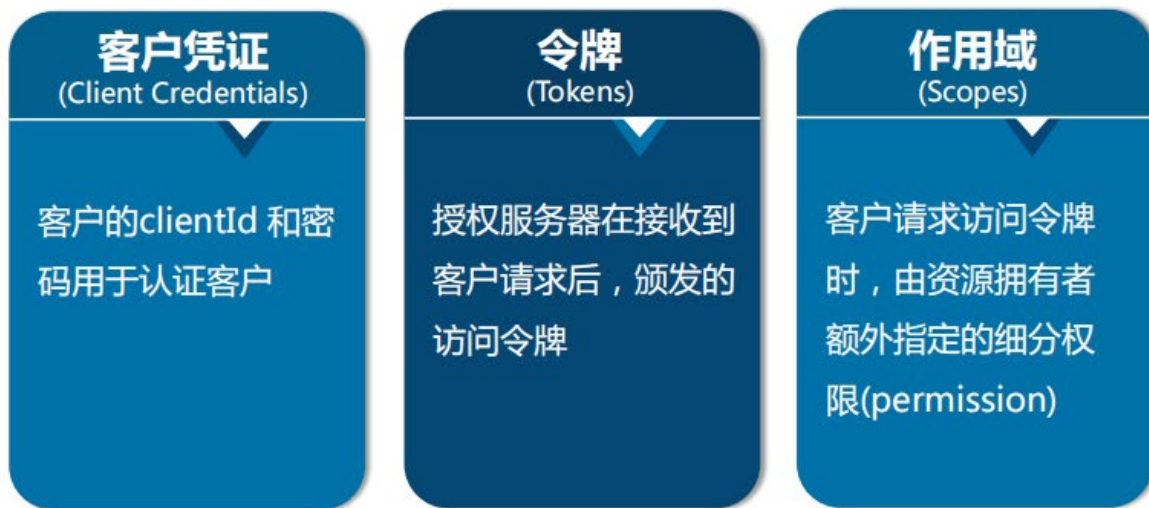 客户凭证
(Client Credentials)
客户的clientId 和密
码用于认证客户
令牌
(Tokens)
授权服务器在接收到
客户请求后，颁发的
访问令牌
作用域
(Scopes)
客户请求访问令牌
时，由资源拥有者
额外指定的细分权
限(permission)